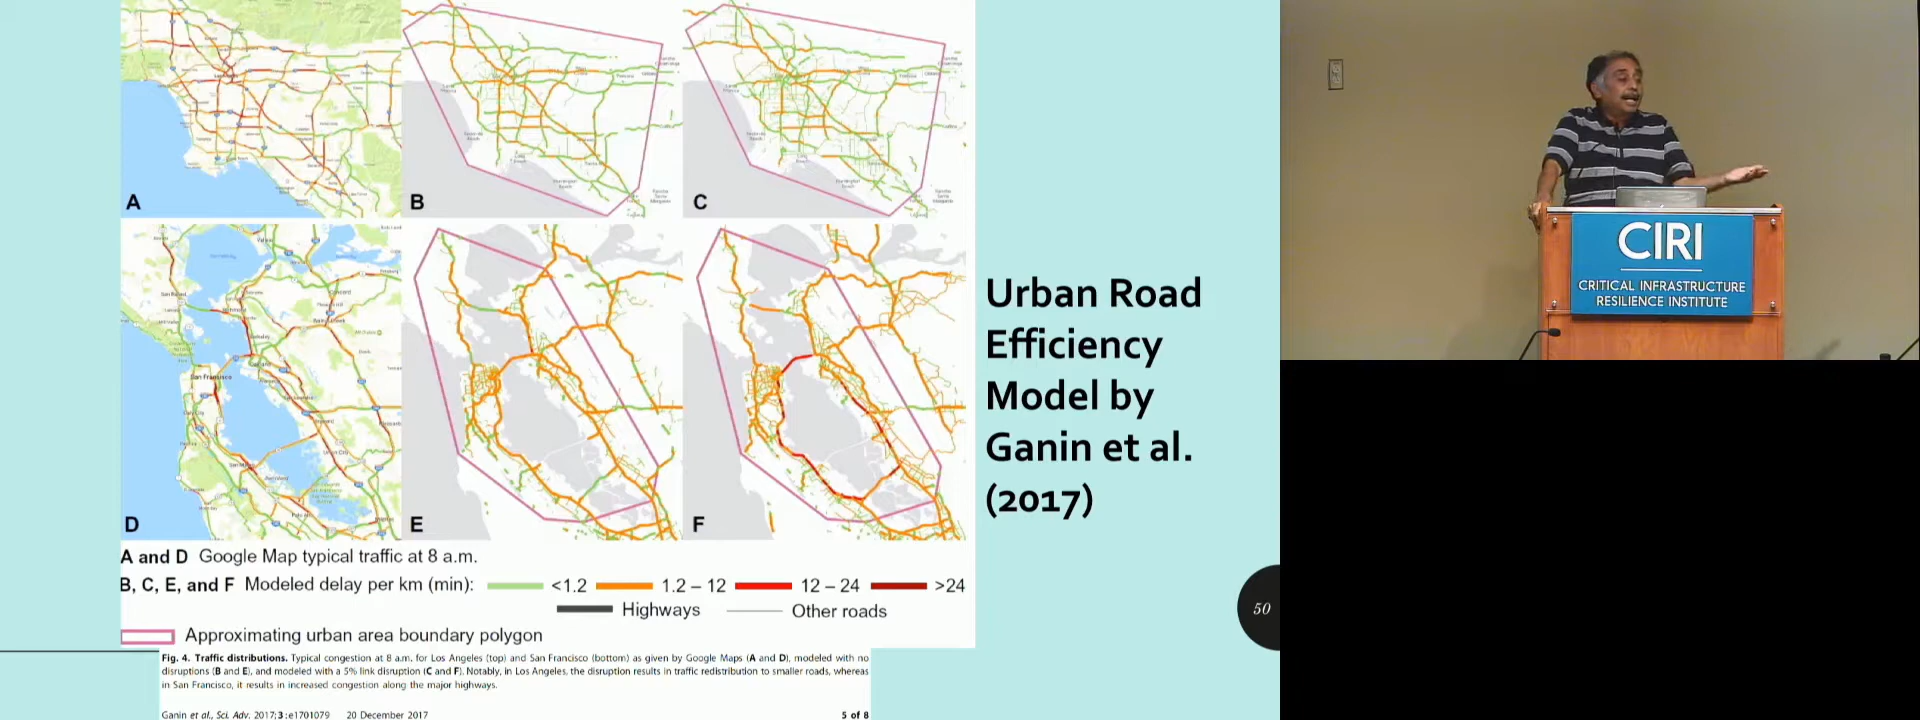 A
B
C
D
E
F
San Francisco
A and D Google Map typical traffic at 8 a.m.
B, C, E, and F Modeled delay per km (min): <1.2 1.2 – 12 12 – 24 >24
Highways Other roads
Approximating urban area boundary polygon
Fig. 4. Traffic distributions. Typical congestion at 8 a.m. for Los Angeles (top) and San Francisco (bottom) as given by Google Maps (A and D), modeled with no
disruptions (B and E), and modeled with a 5% link disruption (C and F). Notably, in Los Angeles, the disruption results in traffic redistribution to smaller roads, whereas
in San Francisco, it results in increased congestion along the major highways.
Ganin et al., Sci. Adv. 2017;3:e1701079 20 December 2017
5 of 8
Urban Road
Efficiency
Model by
Ganin et al.
(2017)
50
CIRI
CRITICAL INFRASTRUCTURE
RESILIENCE INSTITUTE